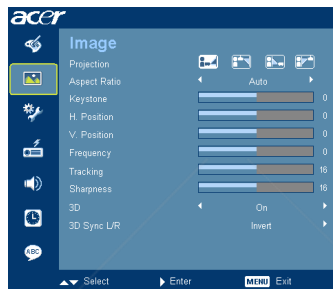 acer
Image
Projection
Aspect Ratio Auto
Keystone 0
H. Position 0
V. Position 0
Frequency 0
Tracking 16
Sharpness 16
3D On
3D Sync L/R Invert
ABC
Select Enter MENU Exit